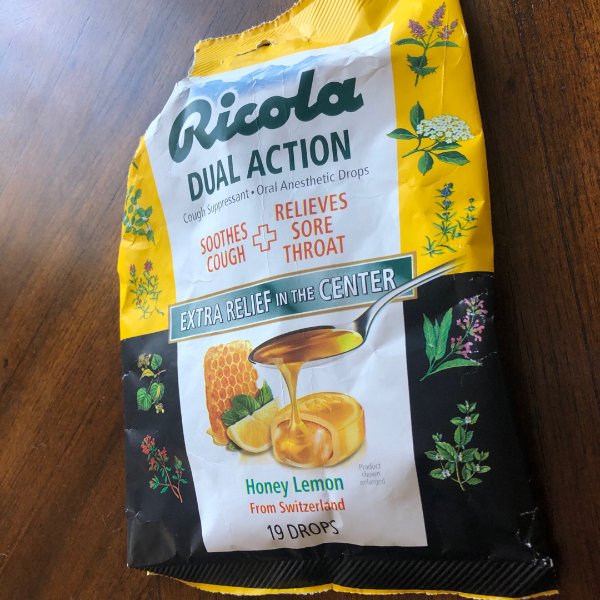 Ricola
DUAL ACTION
Cough Suppressant • Oral Anesthetic Drops
SOOTHES
COUGH
+
RELIEVES
SORE
THROAT
EXTRA RELIEF IN THE CENTER
Product
shown
enlarged
Honey Lemon
From Switzerland
19 DROPS